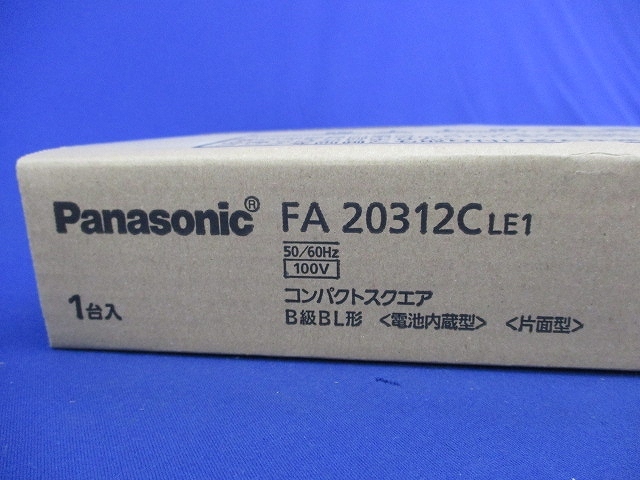 Panasonic® FA 20312C LE1
50/60Hz
100V
コンパクトスクエア
1台入
B級BL形 〈電池内蔵型〉 〈片面型〉